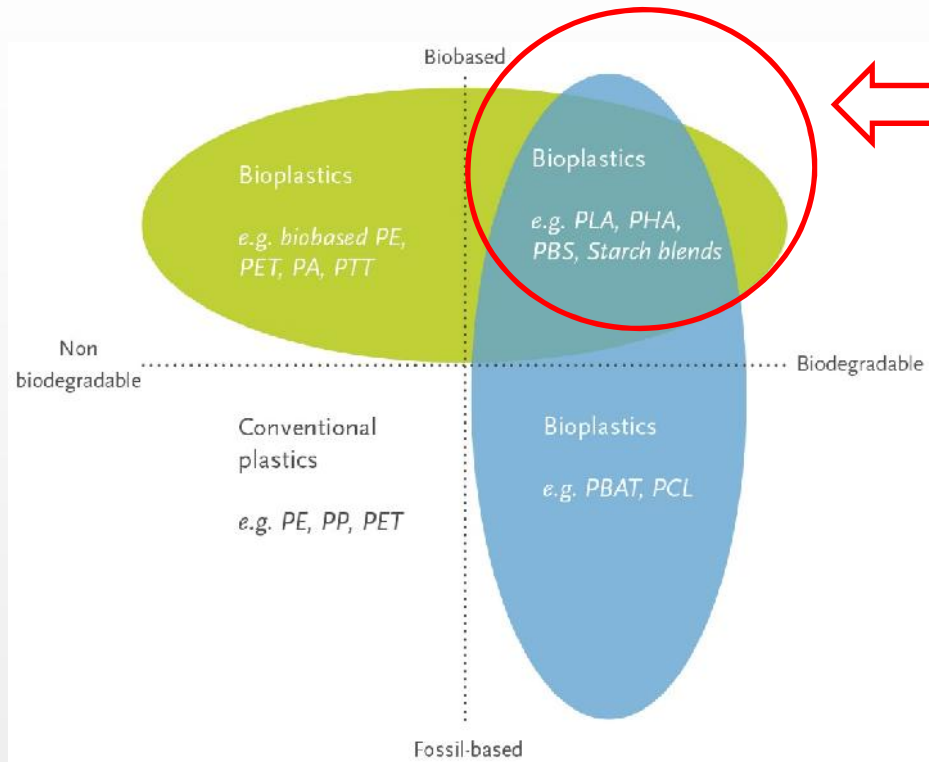 Biobased
Bioplastics
e.g. biobased PE,
PET, PA, PTT
Bioplastics
e.g. PLA, PHA,
PBS, Starch blends
Non
biodegradable
Biodegradable
Conventional
plastics
e.g. PE, PP, PET
Bioplastics
e.g. PBAT, PCL
Fossil-based